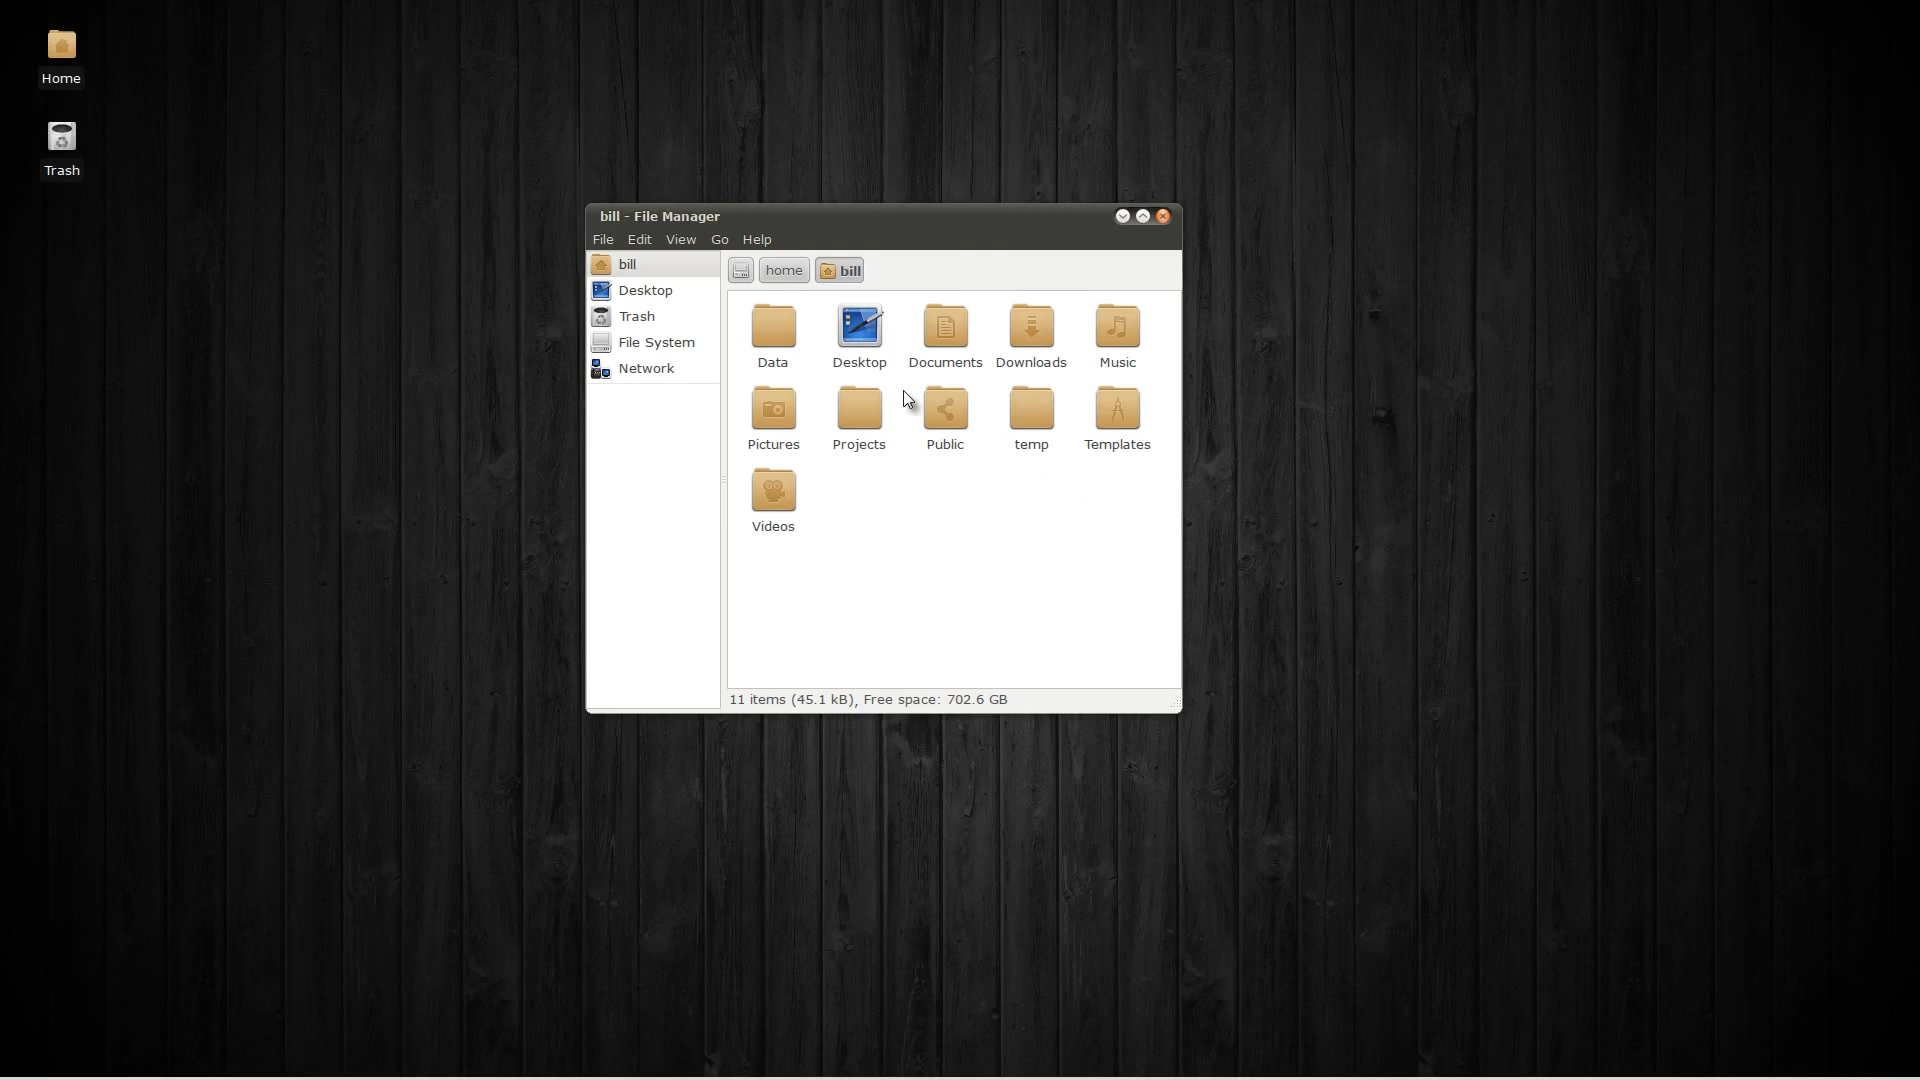 Home
Trash
bill - File Manager
File Edit View Go Help
bill
Desktop
Trash
File System
Network
home bill
Data Desktop Documents Downloads Music
Pictures Projects Public temp Templates
Videos
11 items (45.1 kB), Free space: 702.6 GB